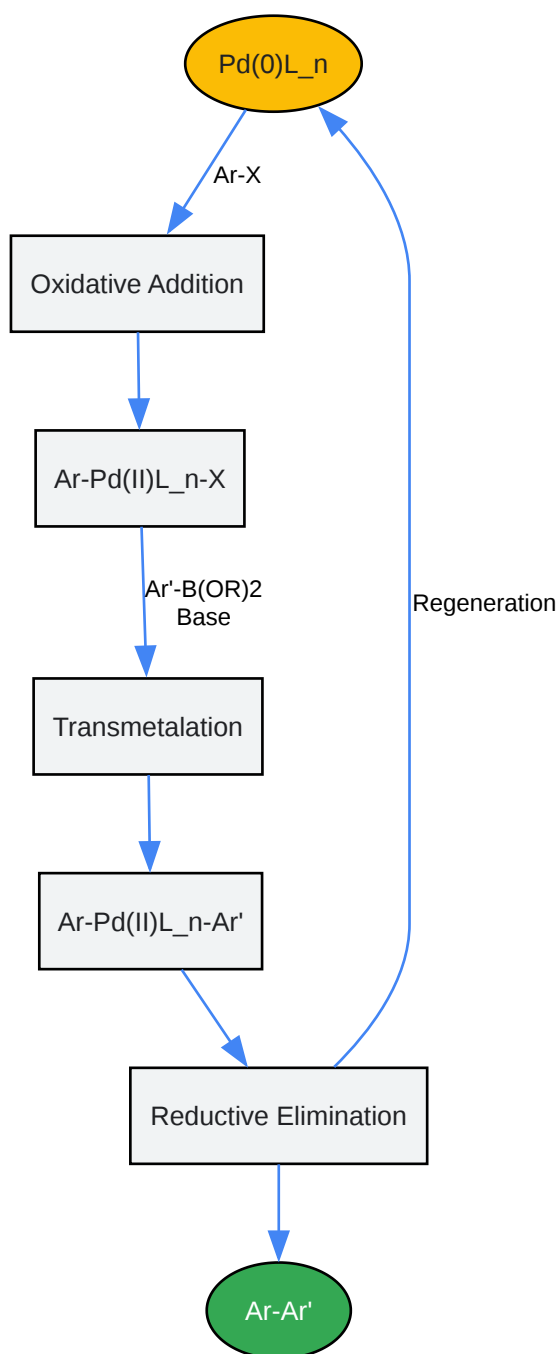 Pd(0)L_n
Ar-X
Oxidative Addition
Ar-Pd(II)L_n-X
Ar'-B(OR)2
Base
Regeneration
Transmetalation
Ar-Pd(II)L_n-Ar'
Reductive Elimination
Ar-Ar'